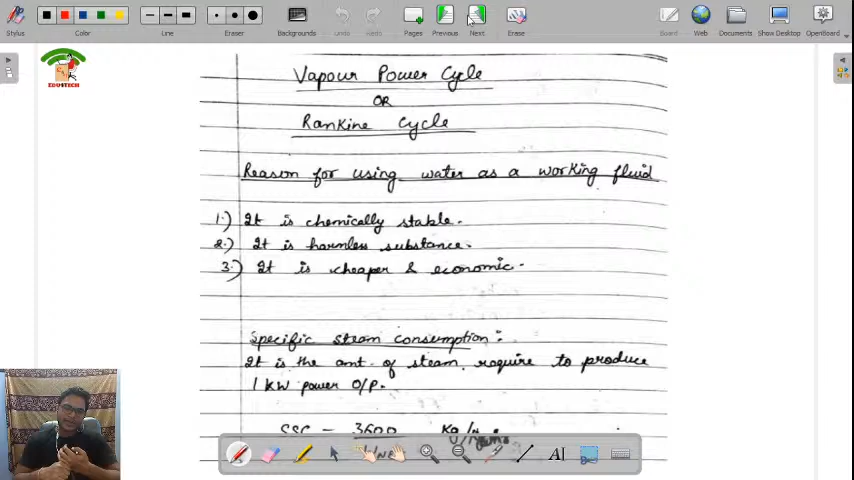 Stylus
Color
Line
Eraser
Backgrounds
Undo
Redo
Pages
Previous
Next
Erase
Board
Web
Documents
Show Desktop
OpenBoard
EDU4TECH
Vapour Power Cycle
OR
Rankine Cycle
Reason for using water as a working fluid
1.) It is chemically stable.
2.) It is harmless substance.
3.) It is cheaper & economic.
Specific steam consumption :
It is the amt. of steam require to produce
1 KW power O/P.
SSC = 3600